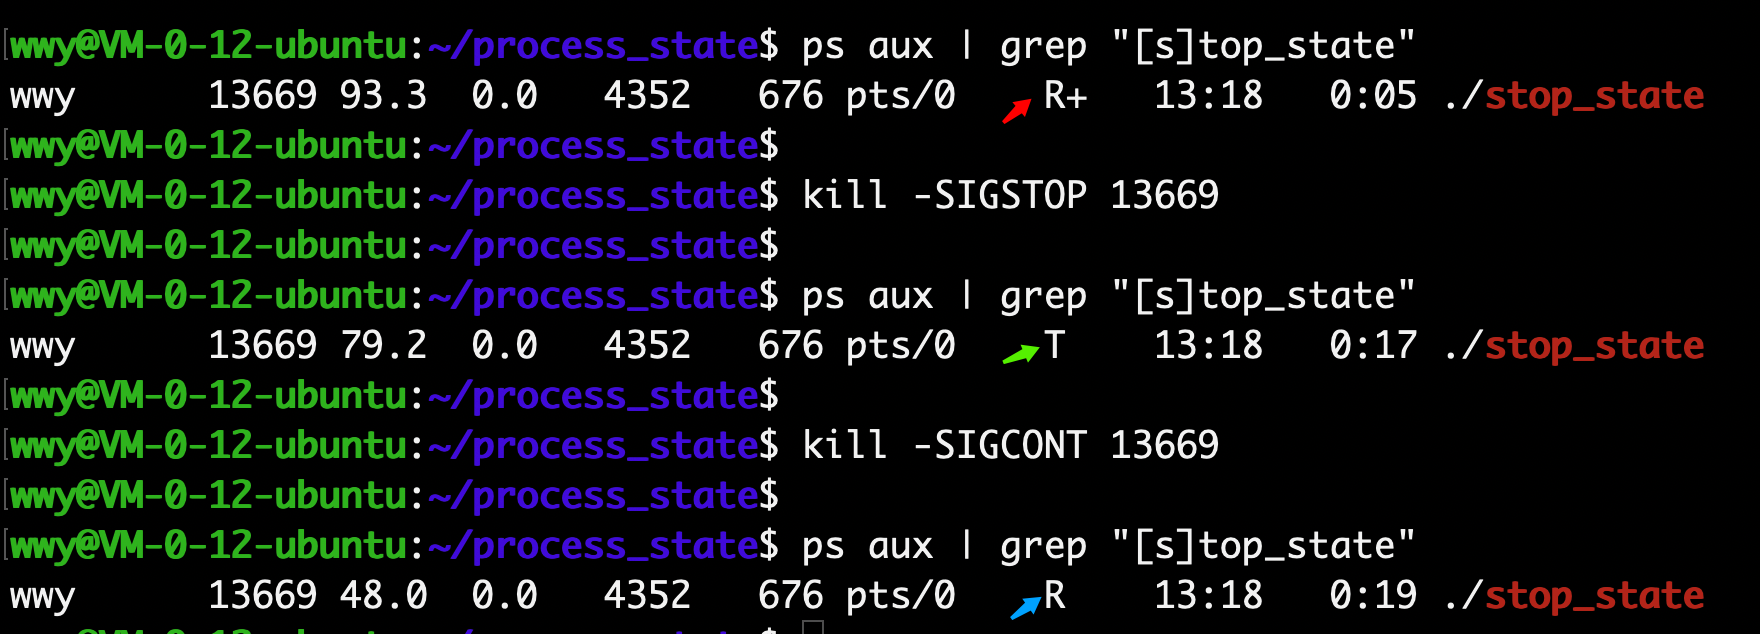 wwy@VM-0-12-ubuntu:~/process_state$ ps aux | grep "[s]top_state"
wwy      13669 93.3  0.0   4352   676 pts/0    R+   13:18   0:05 ./stop_state
wwy@VM-0-12-ubuntu:~/process_state$
wwy@VM-0-12-ubuntu:~/process_state$ kill -SIGSTOP 13669
wwy@VM-0-12-ubuntu:~/process_state$
wwy@VM-0-12-ubuntu:~/process_state$ ps aux | grep "[s]top_state"
wwy      13669 79.2  0.0   4352   676 pts/0    T    13:18   0:17 ./stop_state
wwy@VM-0-12-ubuntu:~/process_state$
wwy@VM-0-12-ubuntu:~/process_state$ kill -SIGCONT 13669
wwy@VM-0-12-ubuntu:~/process_state$
wwy@VM-0-12-ubuntu:~/process_state$ ps aux | grep "[s]top_state"
wwy      13669 48.0  0.0   4352   676 pts/0    R    13:18   0:19 ./stop_state
wwy@VM-0-12-ubuntu:~/process_state$